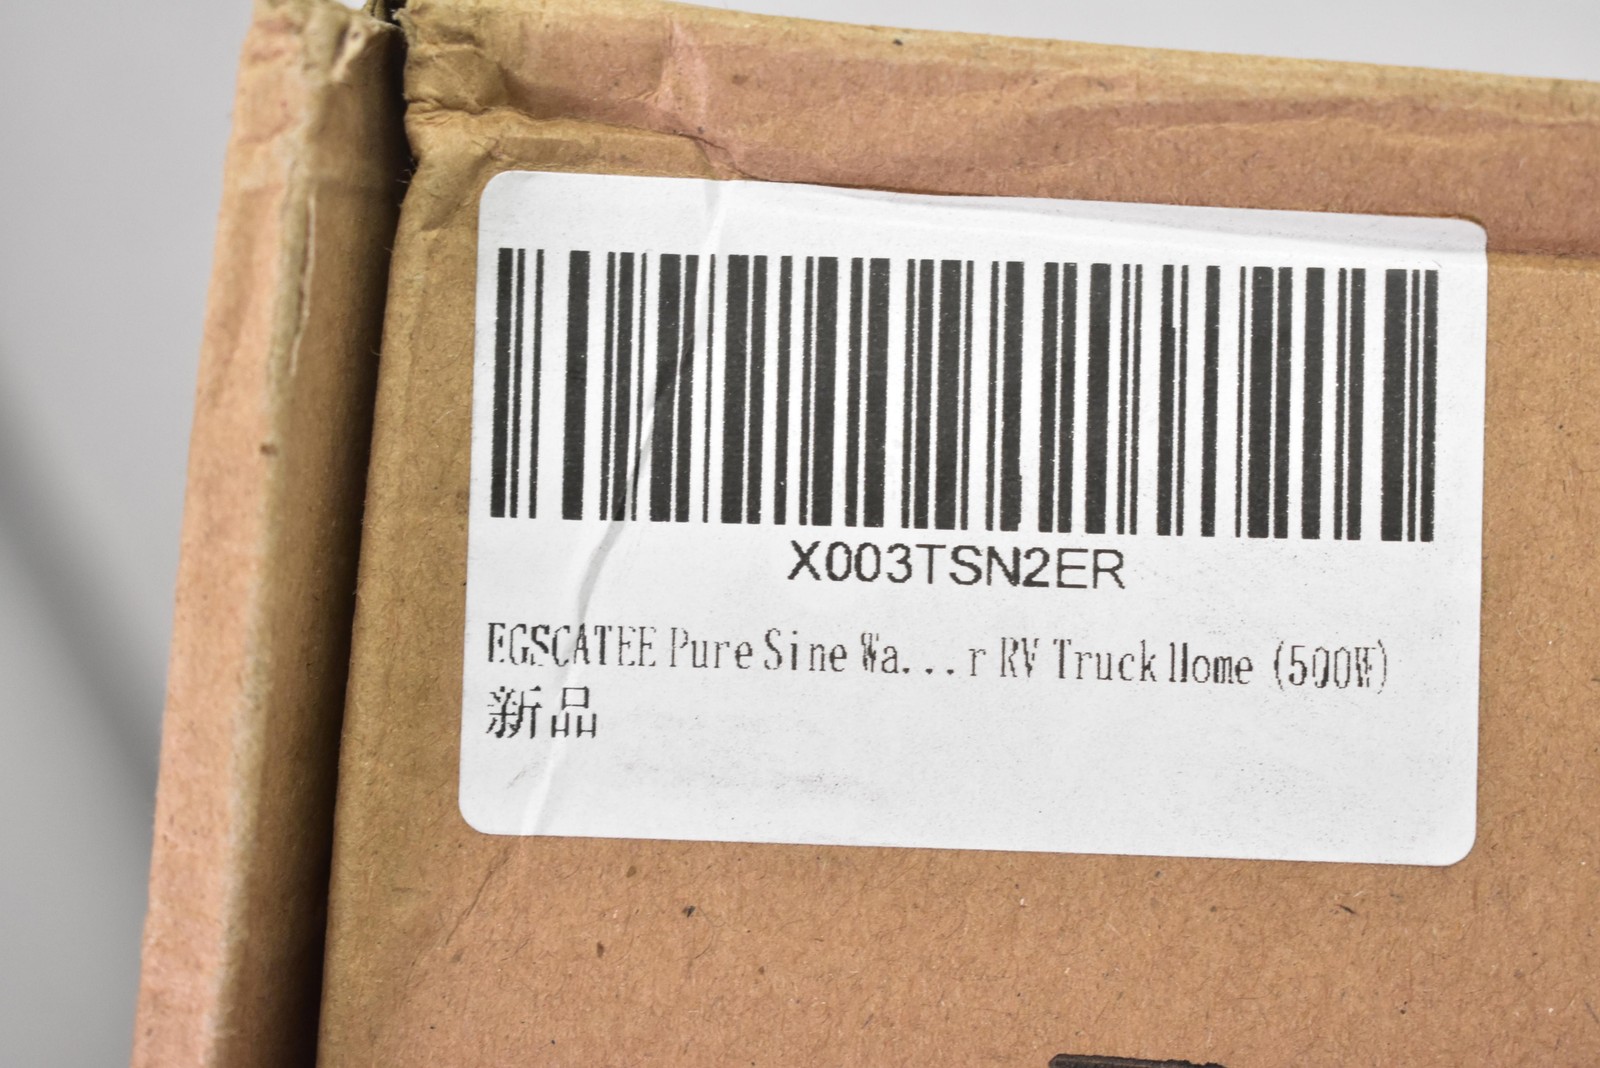 X003TSN2ER
EGSCATEE Pure Sine Wa...r RV Truck Home (500W)
新品